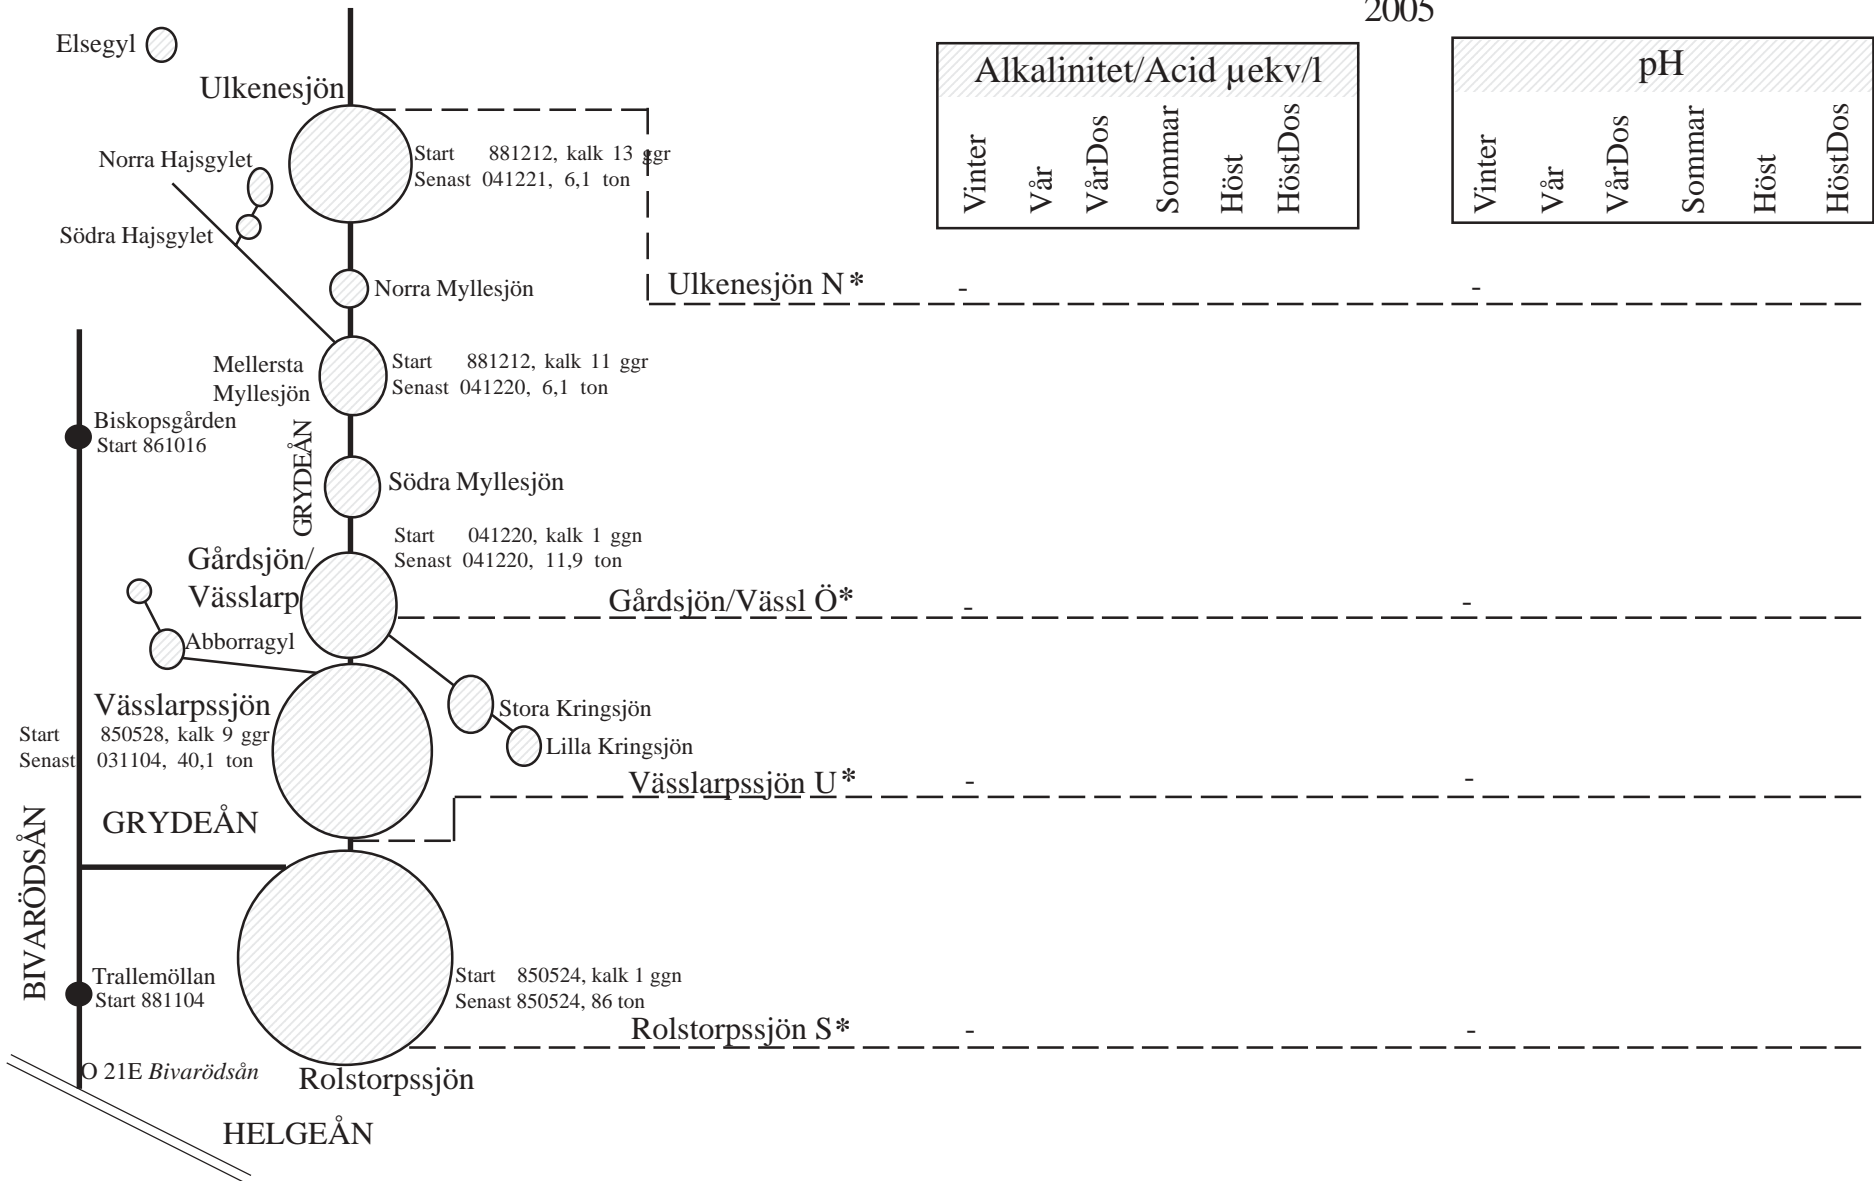 2005
Elsegyl
Alkalinitet/Acid µekv/l
pH
Ulkenesjön
Vinter
Vår
VårDos
Sommar
Höst
HöstDos
Vinter
Vår
VårDos
Sommar
Höst
HöstDos
Norra Hajsgylet
Start 881212, kalk 13 ggr
Senast 041221, 6,1 ton
Södra Hajsgylet
Norra Myllesjön
Ulkenesjön N* - -
Mellersta
Myllesjön
Start 881212, kalk 11 ggr
Senast 041220, 6,1 ton
Biskopsgården
Start 861016
GRYDEÅN
Södra Myllesjön
Start 041220, kalk 1 ggn
Senast 041220, 11,9 ton
Gårdsjön/
Vässlarp
Gårdsjön/Vässl Ö* - -
Abborragyl
Vässlarpssjön
Start 850528, kalk 9 ggr
Senast 031104, 40,1 ton
Stora Kringsjön
Lilla Kringsjön
Vässlarpssjön U* - -
GRYDEÅN
BIVARÖDSÅN
Trallemöllan
Start 881104
Start 850524, kalk 1 ggn
Senast 850524, 86 ton
Rolstorpssjön S* - -
O 21E Bivarödsån
Rolstorpssjön
HELGEÅN